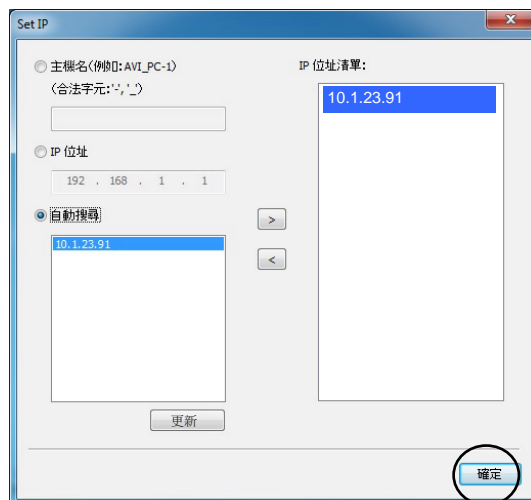 Set IP
主機名(例如:AVI_PC-1)
(合法字元:'-', '_')
IP 位址
192 . 168 . 1 . 1
自動搜尋
10.1.23.91
更新
>
<
IP 位址清單:
10.1.23.91
確定